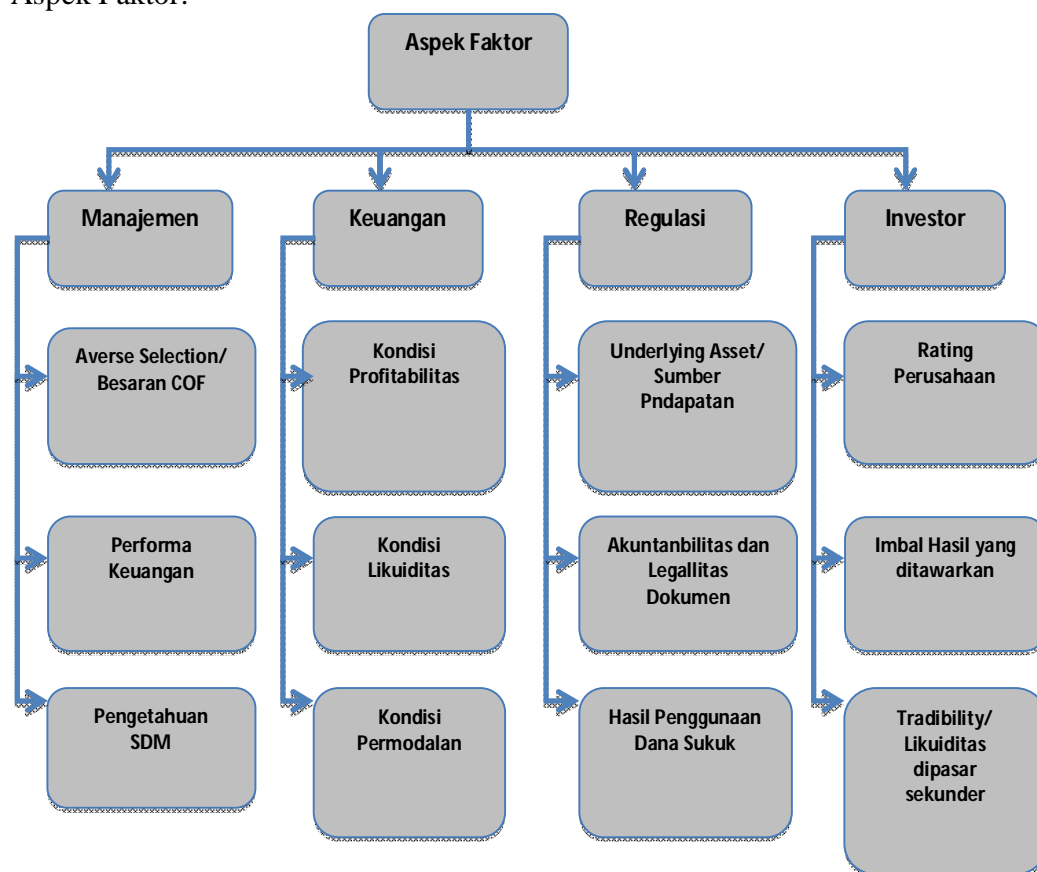 Aspek Faktor:
Aspek Faktor
Manajemen
Keuangan
Regulasi
Investor
Averse Selection/
Besaran COF
Kondisi
Profitabilitas
Underlying Asset/
Sumber
Pndapatan
Rating
Perusahaan
Performa
Keuangan
Kondisi
Likuiditas
Akuntanbilitas dan
Legallitas
Dokumen
Imbal Hasil yang
ditawarkan
Pengetahuan
SDM
Kondisi
Permodalan
Hasil Penggunaan
Dana Sukuk
Tradibility/
Likuiditas
dipasar
sekunder